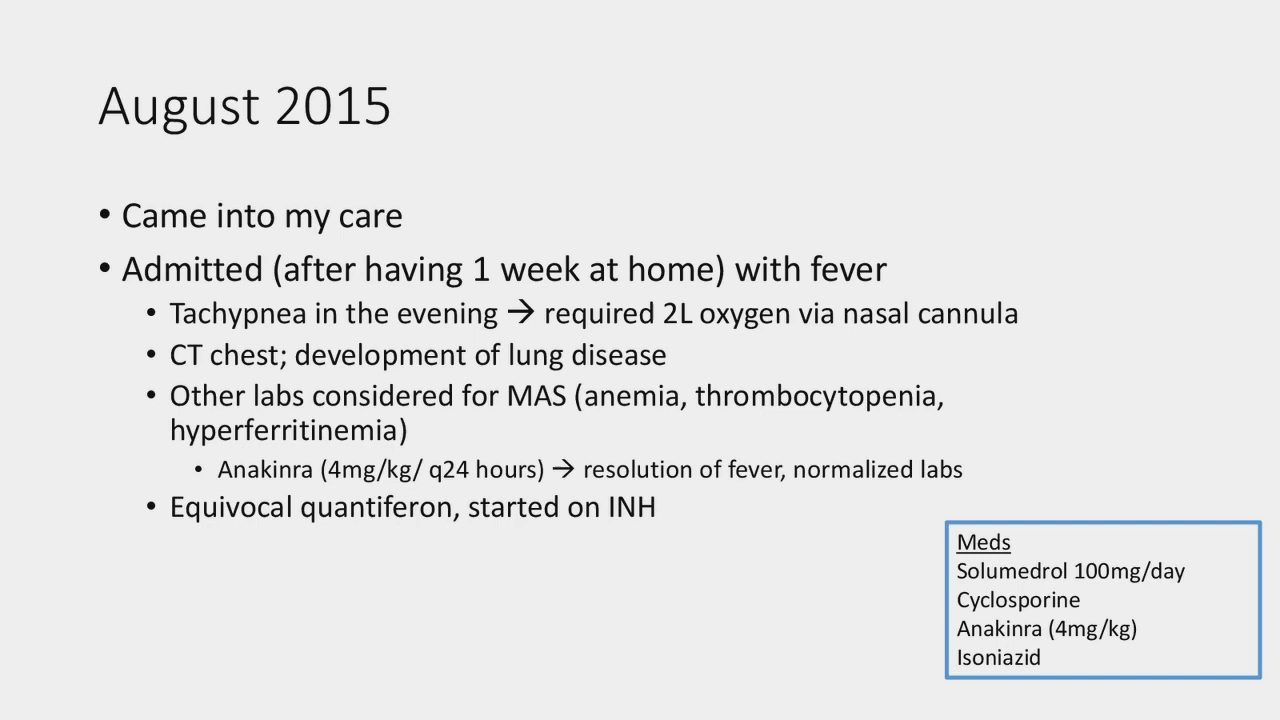 August 2015
• Came into my care
• Admitted (after having 1 week at home) with fever
• Tachypnea in the evening → required 2L oxygen via nasal cannula
• CT chest; development of lung disease
• Other labs considered for MAS (anemia, thrombocytopenia,
hyperferritinemia)
• Anakinra (4mg/kg/ q24 hours) → resolution of fever, normalized labs
• Equivocal quantiferon, started on INH
Meds
Solumedrol 100mg/day
Cyclosporine
Anakinra (4mg/kg)
Isoniazid